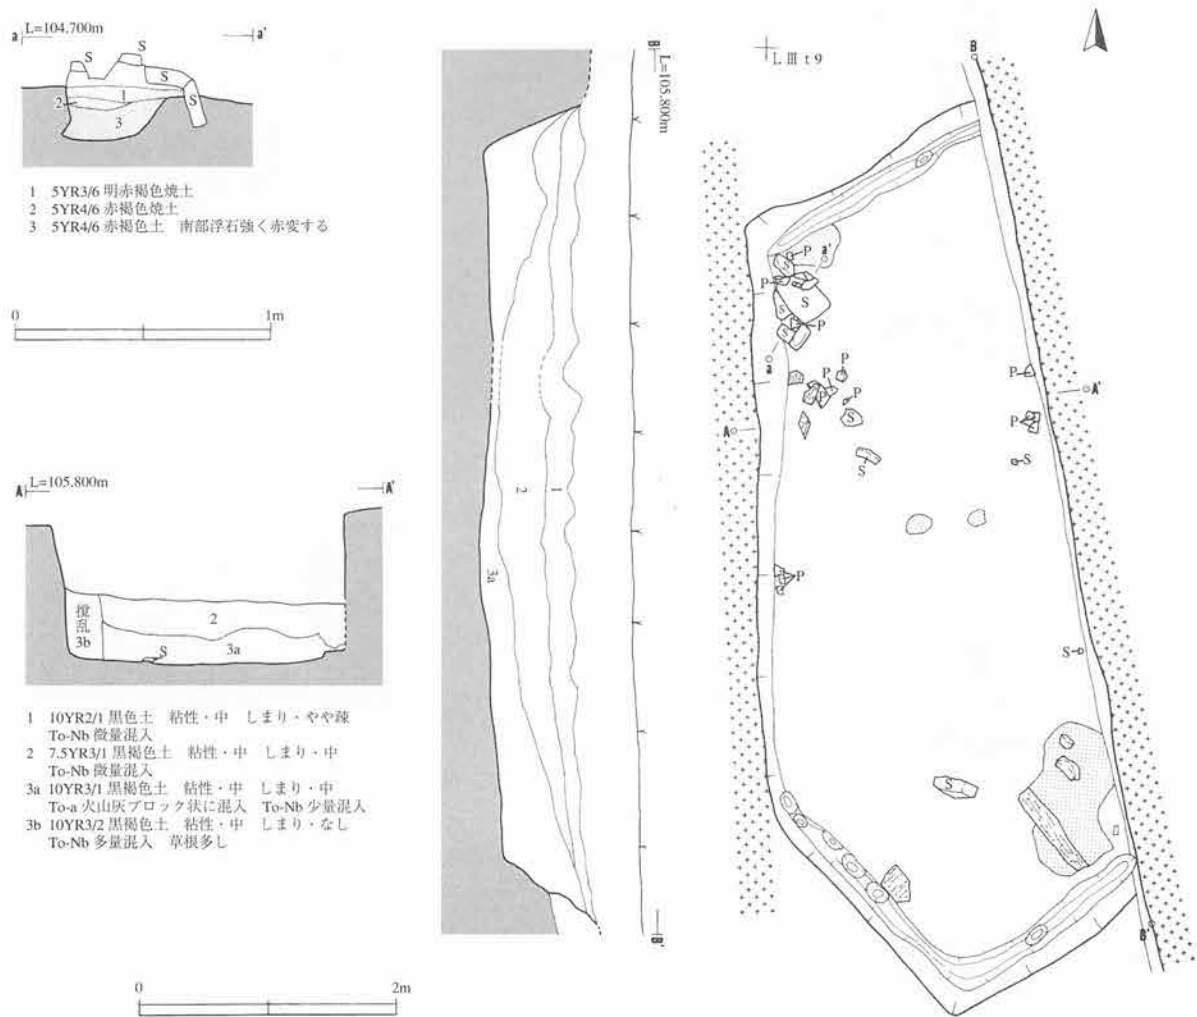 a L=104.700m a'
S
S
S
S
1
2
3
1 5YR3/6 明赤褐色焼土
2 5YR4/6 赤褐色焼土
3 5YR4/6 赤褐色土 南部浮石強く赤変する
0 1m
A L=105.800m A'
撹乱
3b
2
3a
S
1 10YR2/1 黒色土 粘性・中 しまり・やや疎
To-Nb 微量混入
2 7.5YR3/1 黒褐色土 粘性・中 しまり・中
To-Nb 微量混入
3a 10YR3/1 黒褐色土 粘性・中 しまり・中
To-a 火山灰ブロック状に混入 To-Nb 少量混入
3b 10YR3/2 黒褐色土 粘性・中 しまり・なし
To-Nb 多量混入 草根多し
0 2m
B
L=105.800m
2
1
3a
B'
LⅢt9
B
P
a'
S
P
S
S
P
S
a
P
P
P
P
S
S
A
P
A'
P
S
P
S
S
B'